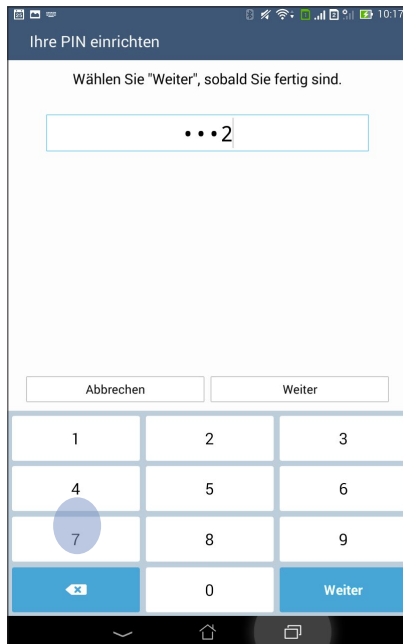 10:17
Ihre PIN einrichten
Wählen Sie "Weiter", sobald Sie fertig sind.
•••2
Abbrechen Weiter
1 2 3
4 5 6
7 8 9
0 Weiter